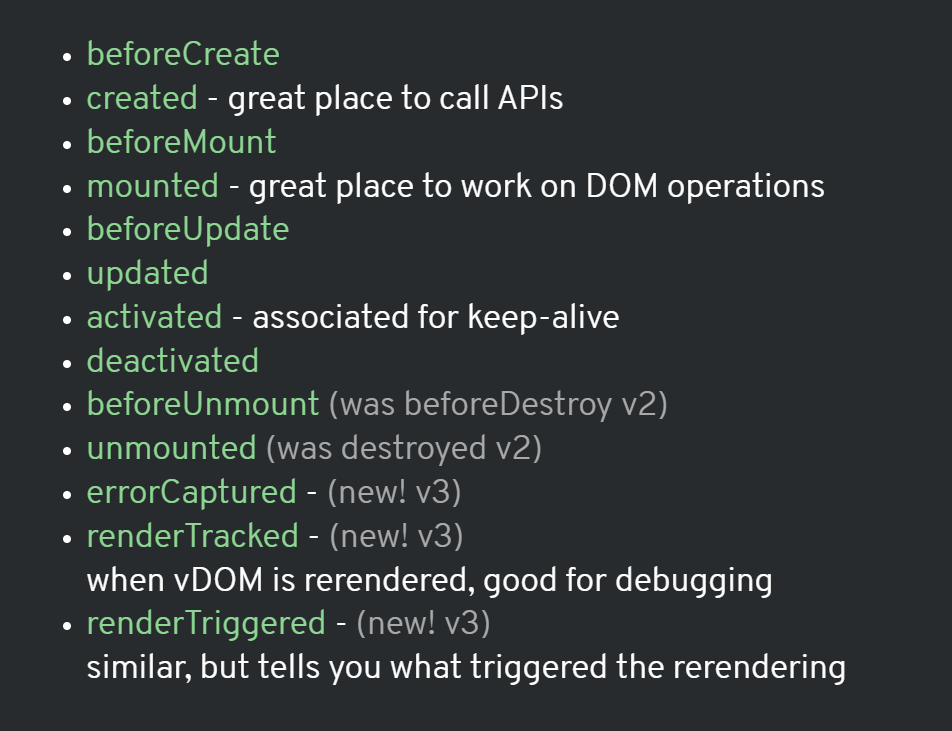 • beforeCreate
• created - great place to call APIs
• beforeMount
• mounted - great place to work on DOM operations
• beforeUpdate
• updated
• activated - associated for keep-alive
• deactivated
• beforeUnmount (was beforeDestroy v2)
• unmounted (was destroyed v2)
• errorCaptured - (new! v3)
• renderTracked - (new! v3)
when vDOM is rerendered, good for debugging
• renderTriggered - (new! v3)
similar, but tells you what triggered the rerendering